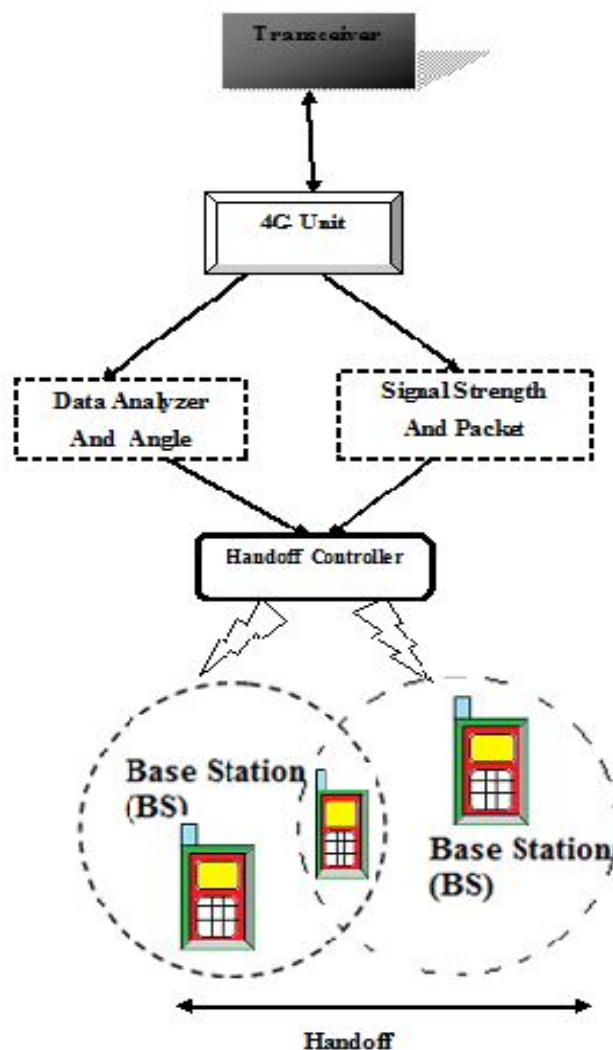 Transceiver
4G- Unit
Data Analyzer
And Angle
Signal Strength
And Packet
Handoff Controller
Base Station
(BS)
Base Station
(BS)
Handoff